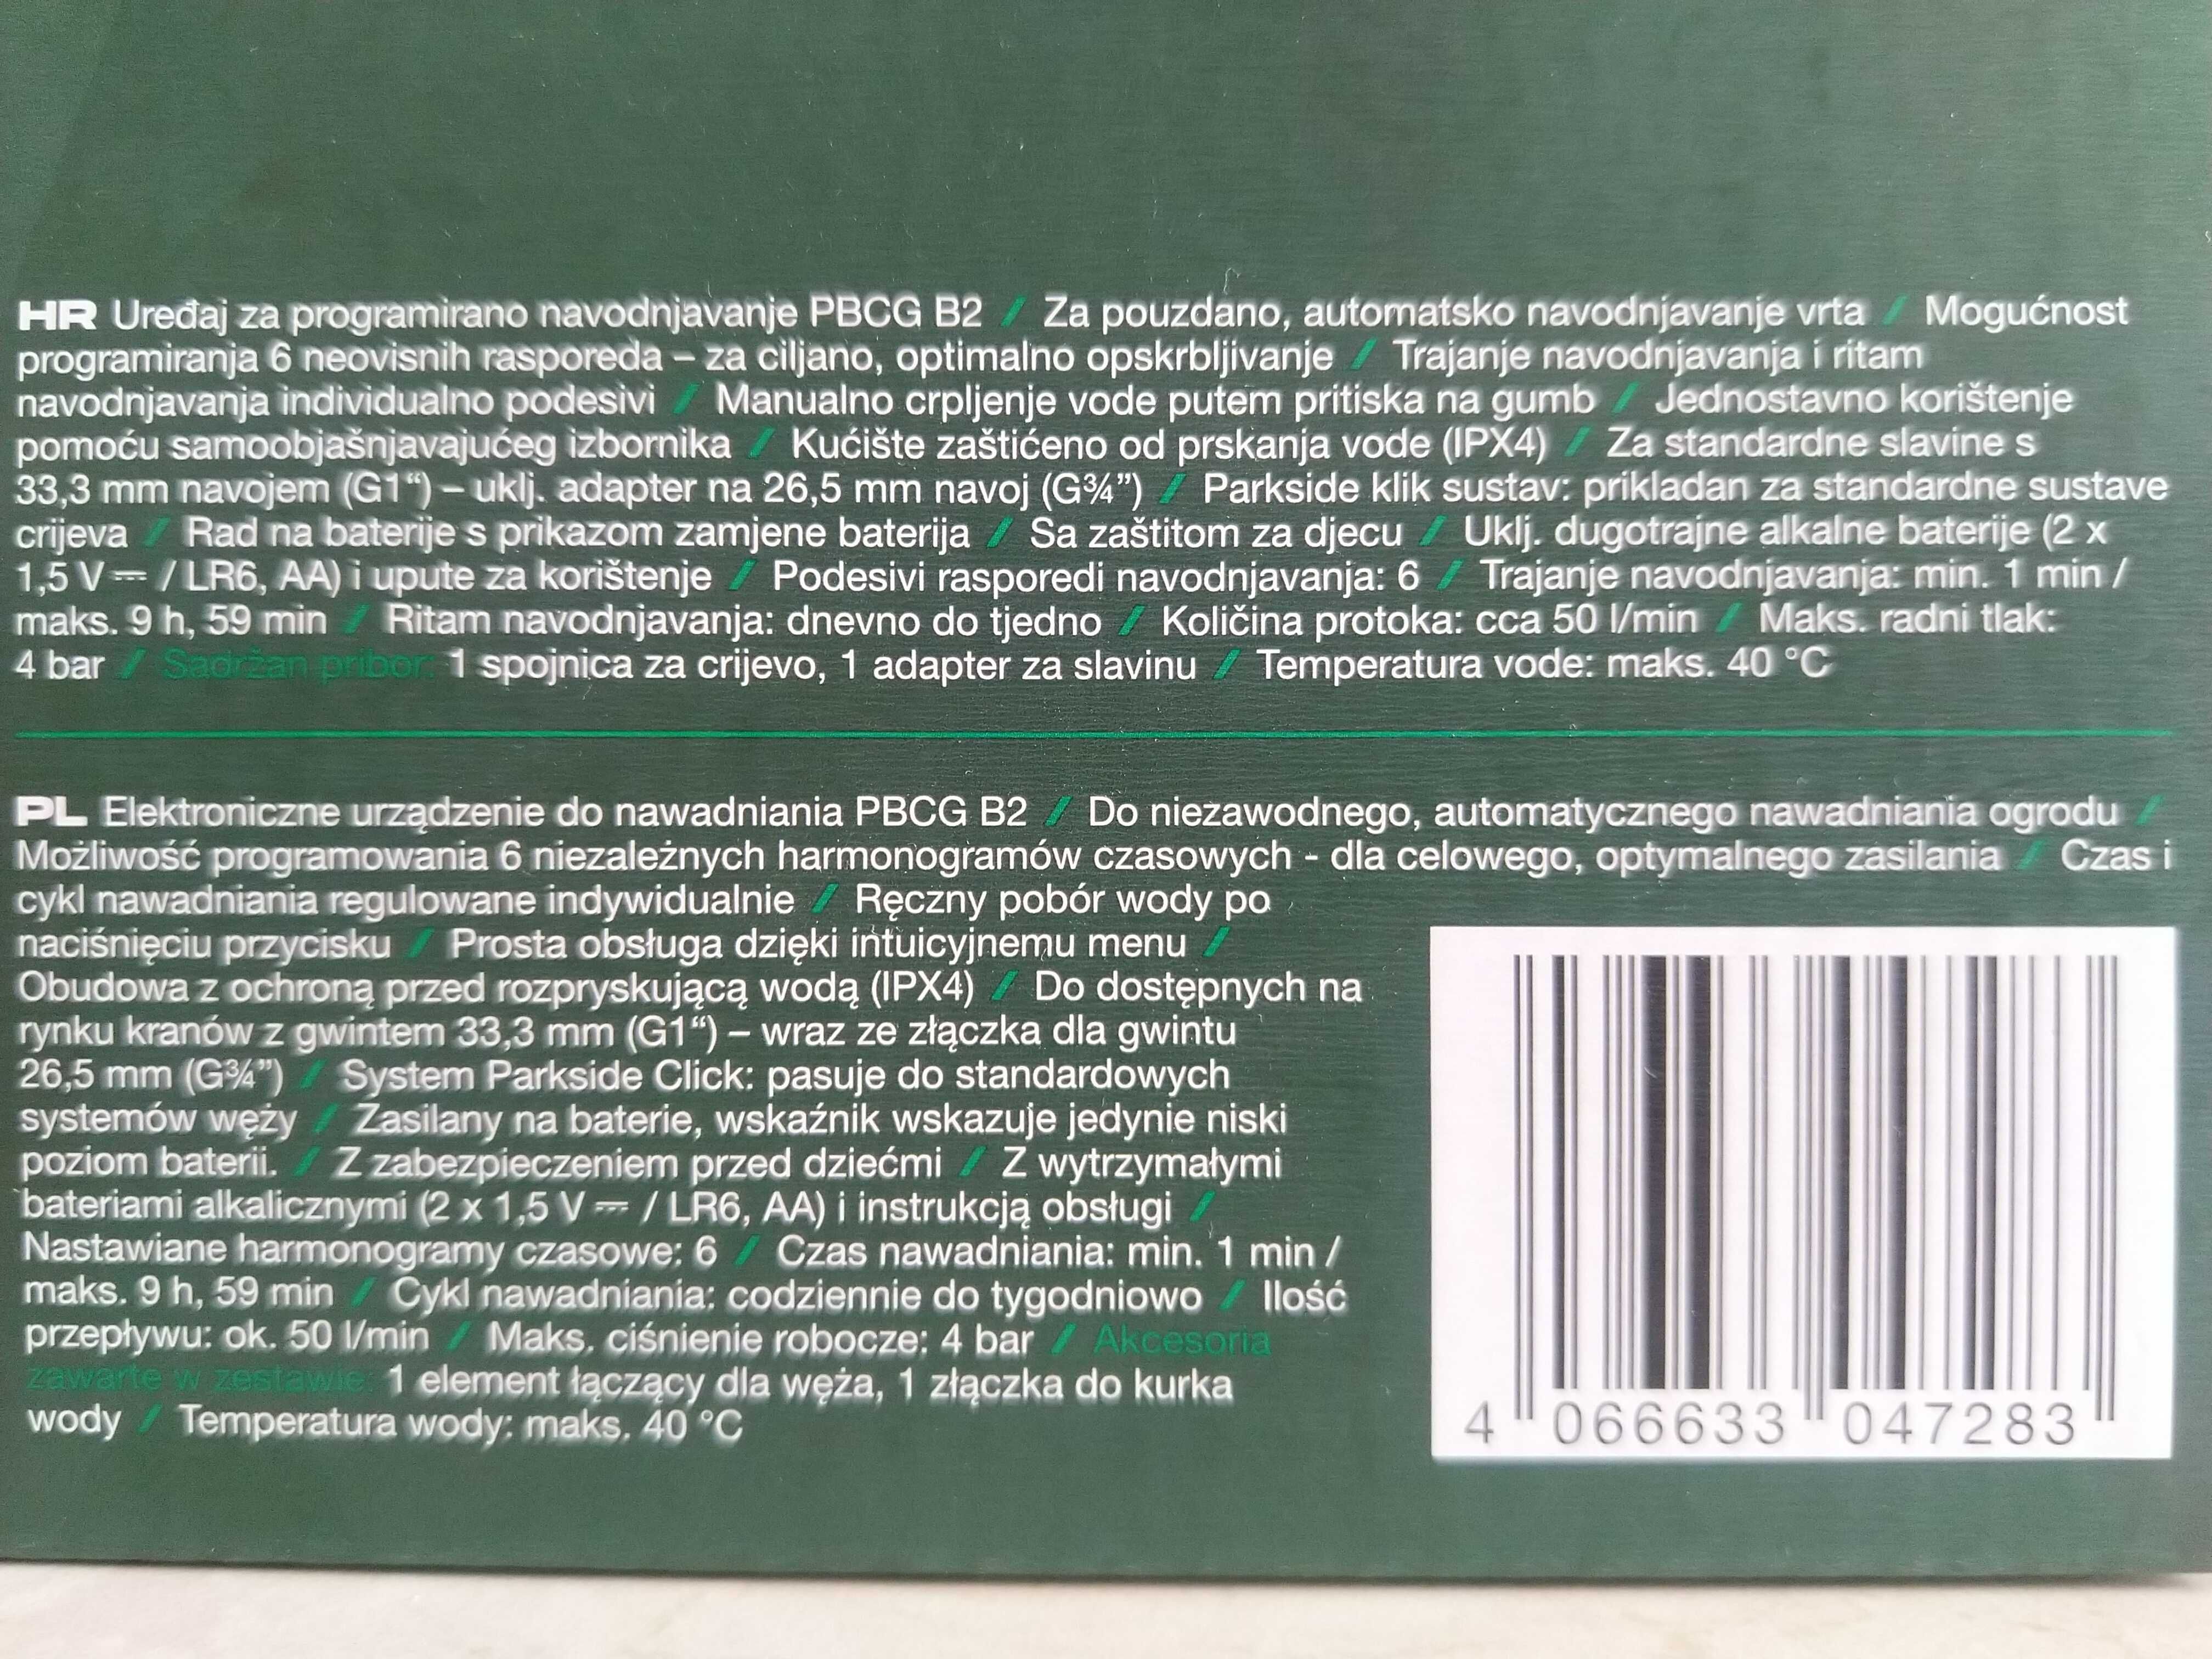 HR Uređaj za programirano navodnjavanje PBCG B2 / Za pouzdano, automatsko navodnjavanje vrta / Mogućnost
programiranja 6 neovisnih rasporeda – za ciljano, optimalno opskrbljivanje / Trajanje navodnjavanja i ritam
navodnjavanja individualno podesivi / Manualno crpljenje vode putem pritiska na gumb / Jednostavno korištenje
pomoću samoobjašnjavajućeg izbornika / Kućište zaštićeno od prskanja vode (IPX4) / Za standardne slavine s
33,3 mm navojem (G1“) – uklj. adapter na 26,5 mm navoj (G¾”) / Parkside klik sustav: prikladan za standardne sustave
crijeva / Rad na baterije s prikazom zamjene baterija / Sa zaštitom za djecu / Uklj. dugotrajne alkalne baterije (2 x
1,5 V ⎓ / LR6, AA) i upute za korištenje / Podesivi rasporedi navodnjavanja: 6 / Trajanje navodnjavanja: min. 1 min /
maks. 9 h, 59 min / Ritam navodnjavanja: dnevno do tjedno / Količina protoka: cca 50 l/min / Maks. radni tlak:
4 bar / Sadržan pribor: 1 spojnica za crijevo, 1 adapter za slavinu / Temperatura vode: maks. 40 °C
PL Elektroniczne urządzenie do nawadniania PBCG B2 / Do niezawodnego, automatycznego nawadniania ogrodu /
Możliwość programowania 6 niezależnych harmonogramów czasowych - dla celowego, optymalnego zasilania / Czas i
cykl nawadniania regulowane indywidualnie / Ręczny pobór wody po
naciśnięciu przycisku / Prosta obsługa dzięki intuicyjnemu menu /
Obudowa z ochroną przed rozpryskującą wodą (IPX4) / Do dostępnych na
rynku kranów z gwintem 33,3 mm (G1“) – wraz ze złączka dla gwintu
26,5 mm (G¾”) / System Parkside Click: pasuje do standardowych
systemów węży / Zasilany na baterie, wskaźnik wskazuje jedynie niski
poziom baterii. / Z zabezpieczeniem przed dziećmi / Z wytrzymałymi
bateriami alkalicznymi (2 x 1,5 V ⎓ / LR6, AA) i instrukcją obsługi /
Nastawiane harmonogramy czasowe: 6 / Czas nawadniania: min. 1 min /
maks. 9 h, 59 min / Cykl nawadniania: codziennie do tygodniowo / Ilość
przepływu: ok. 50 l/min / Maks. ciśnienie robocze: 4 bar / Akcesoria
zawarte w zestawie: 1 element łączący dla węża, 1 złączka do kurka
wody / Temperatura wody: maks. 40 °C
4 066633 047283